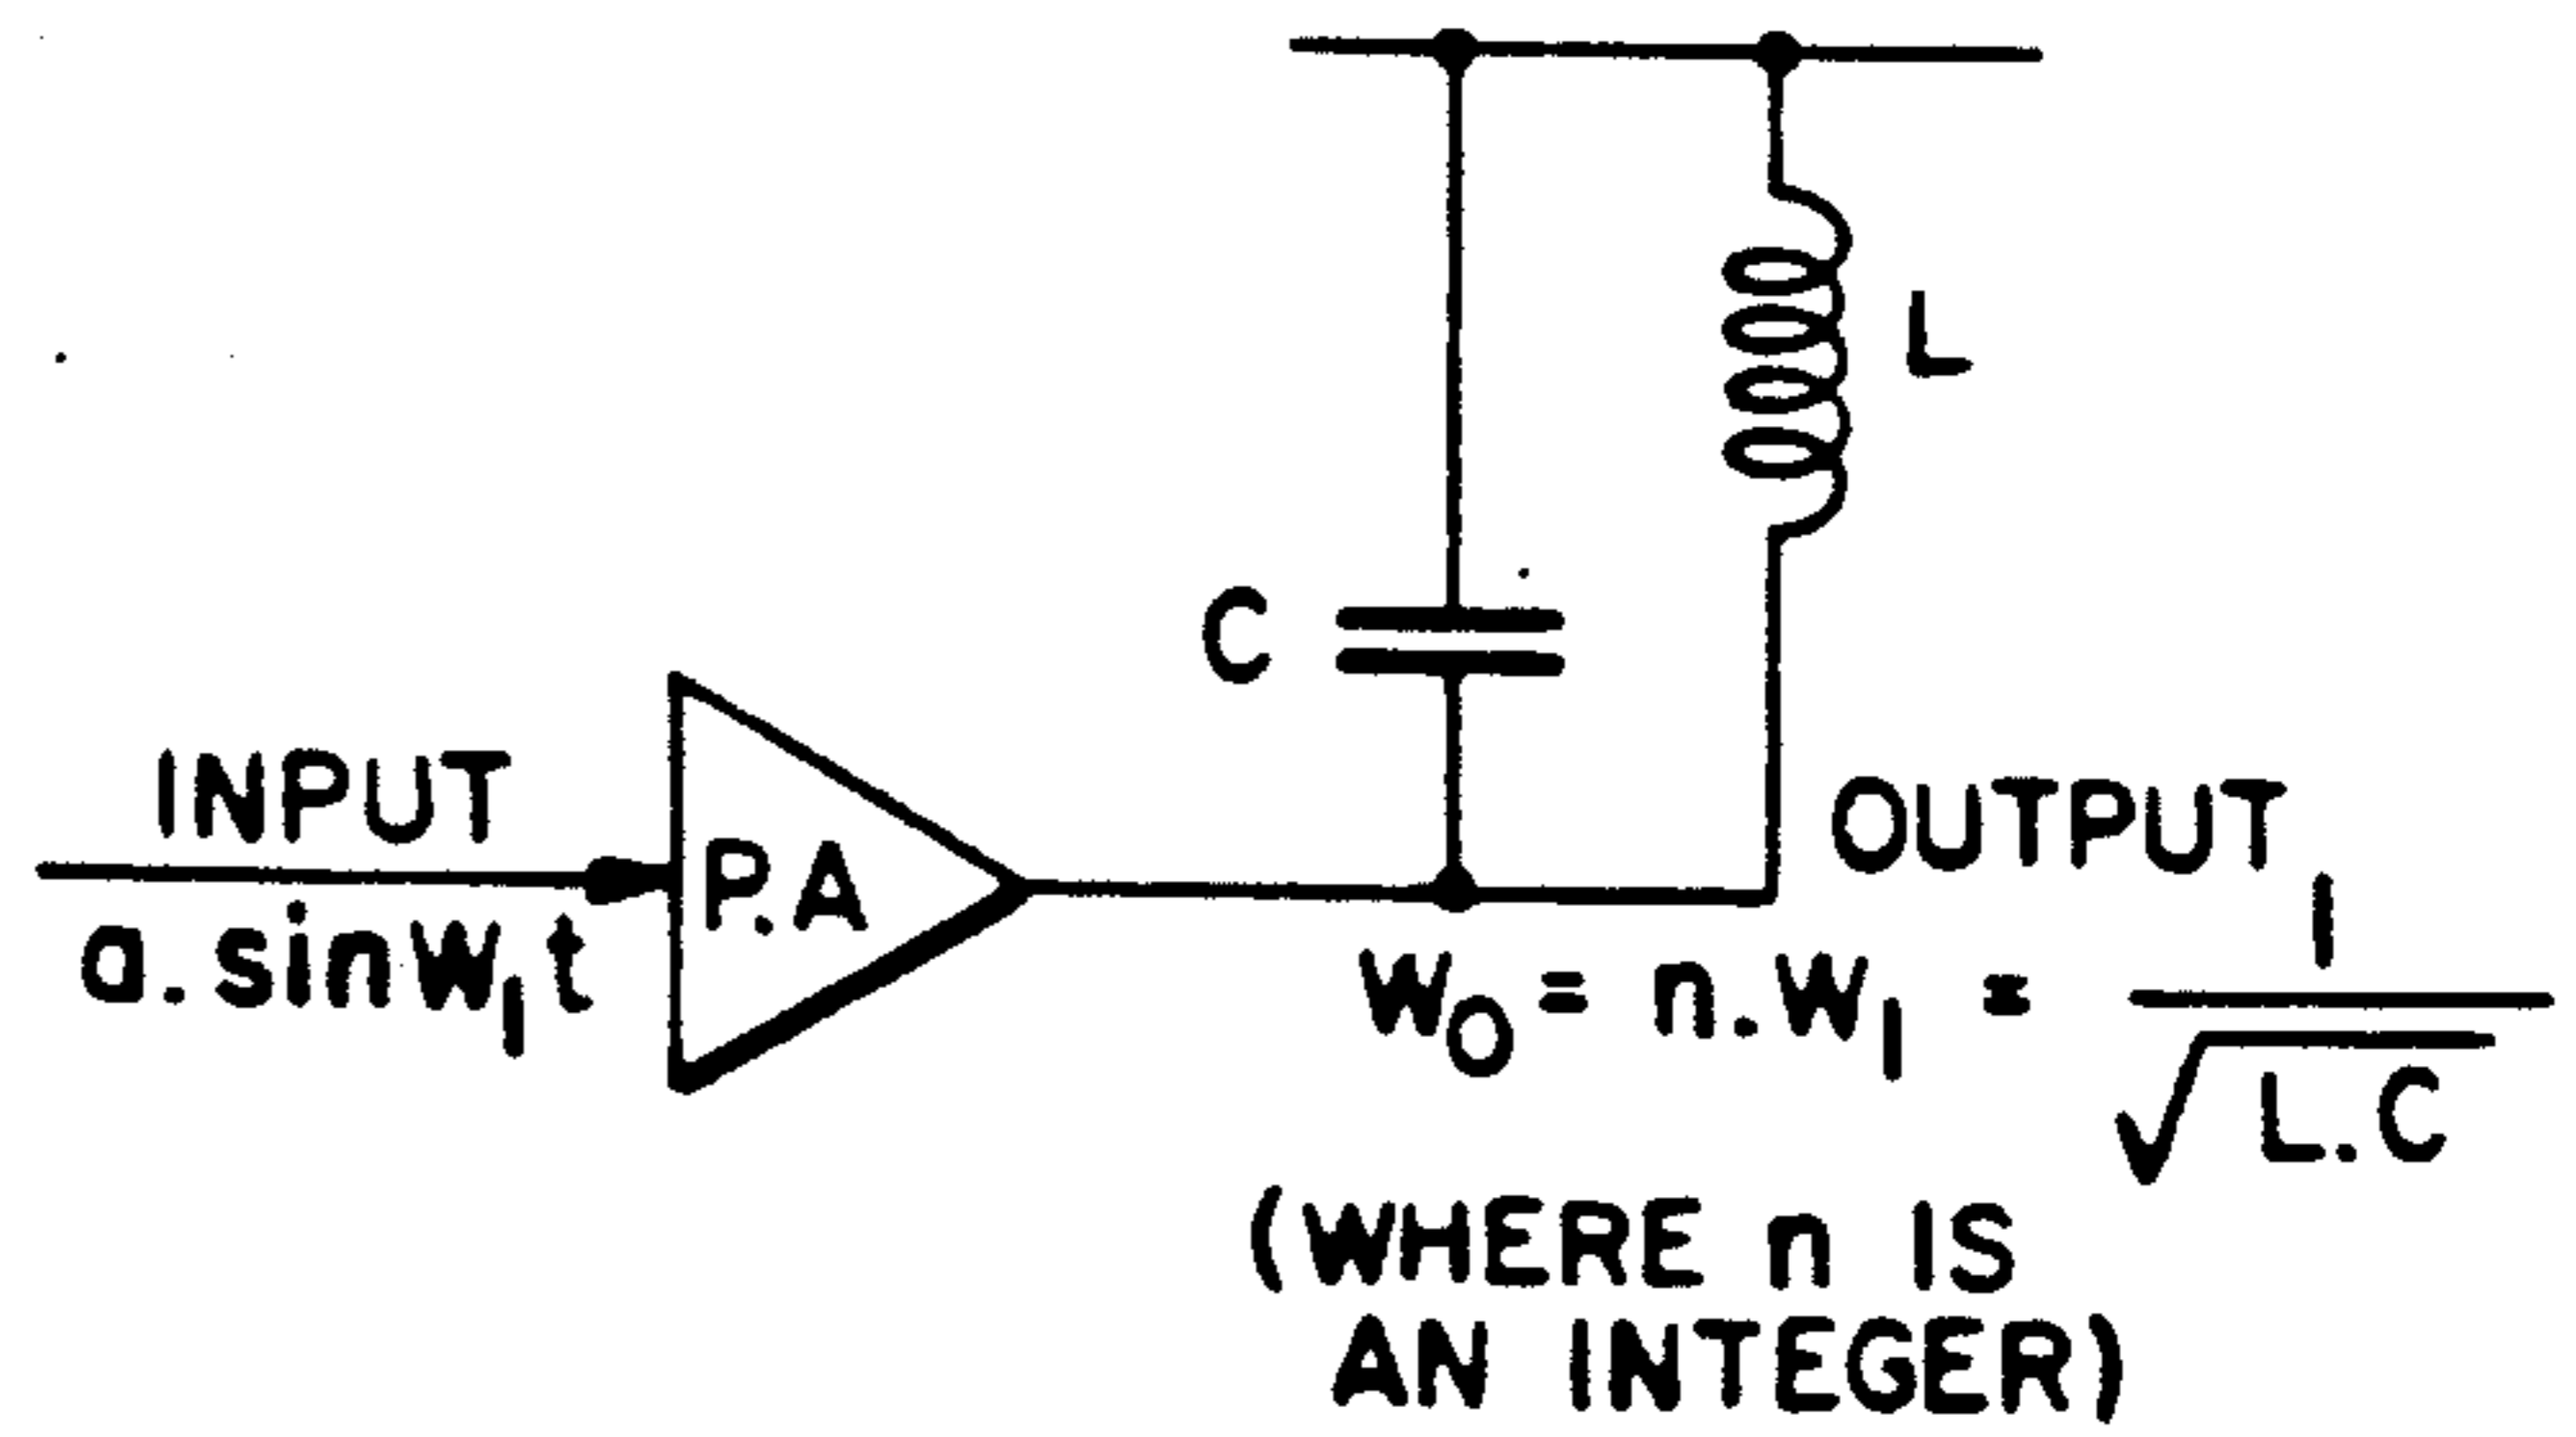 L
C
INPUT
P.A
OUTPUT
a.sinW₁t
W₀ = n.W₁ = 1/√L.C
(WHERE n IS
AN INTEGER)